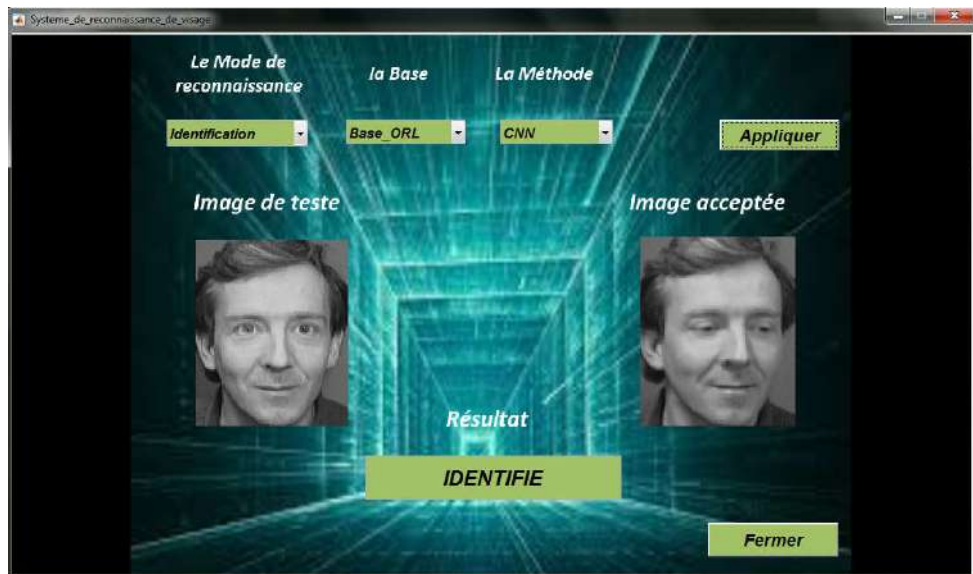 Systeme_de_reconnaissance_de_visage
Le Mode de
reconnaissance
la Base
La Méthode
Identification
Base_ORL
CNN
Appliquer
Image de teste
Image acceptée
Résultat
IDENTIFIE
Fermer